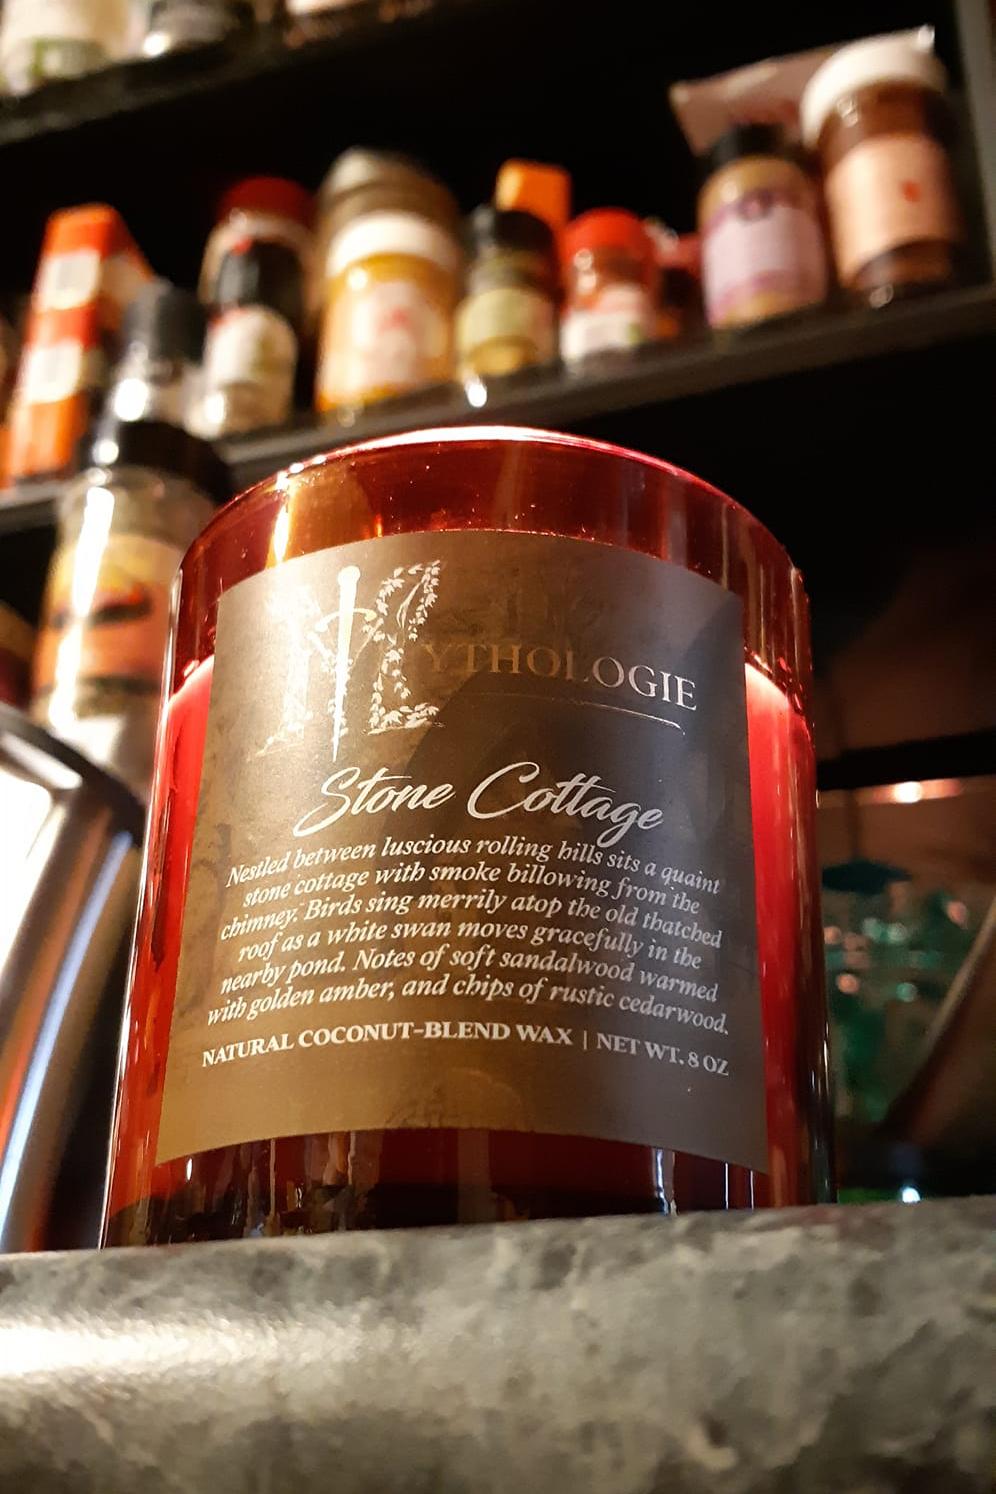 MYTHOLOGIE
Stone Cottage
Nestled between luscious rolling hills sits a quaint
stone cottage with smoke billowing from the
chimney. Birds sing merrily atop the old thatched
roof as a white swan moves gracefully in the
nearby pond. Notes of soft sandalwood warmed
with golden amber, and chips of rustic cedarwood.
NATURAL COCONUT-BLEND WAX | NET WT. 8 OZ